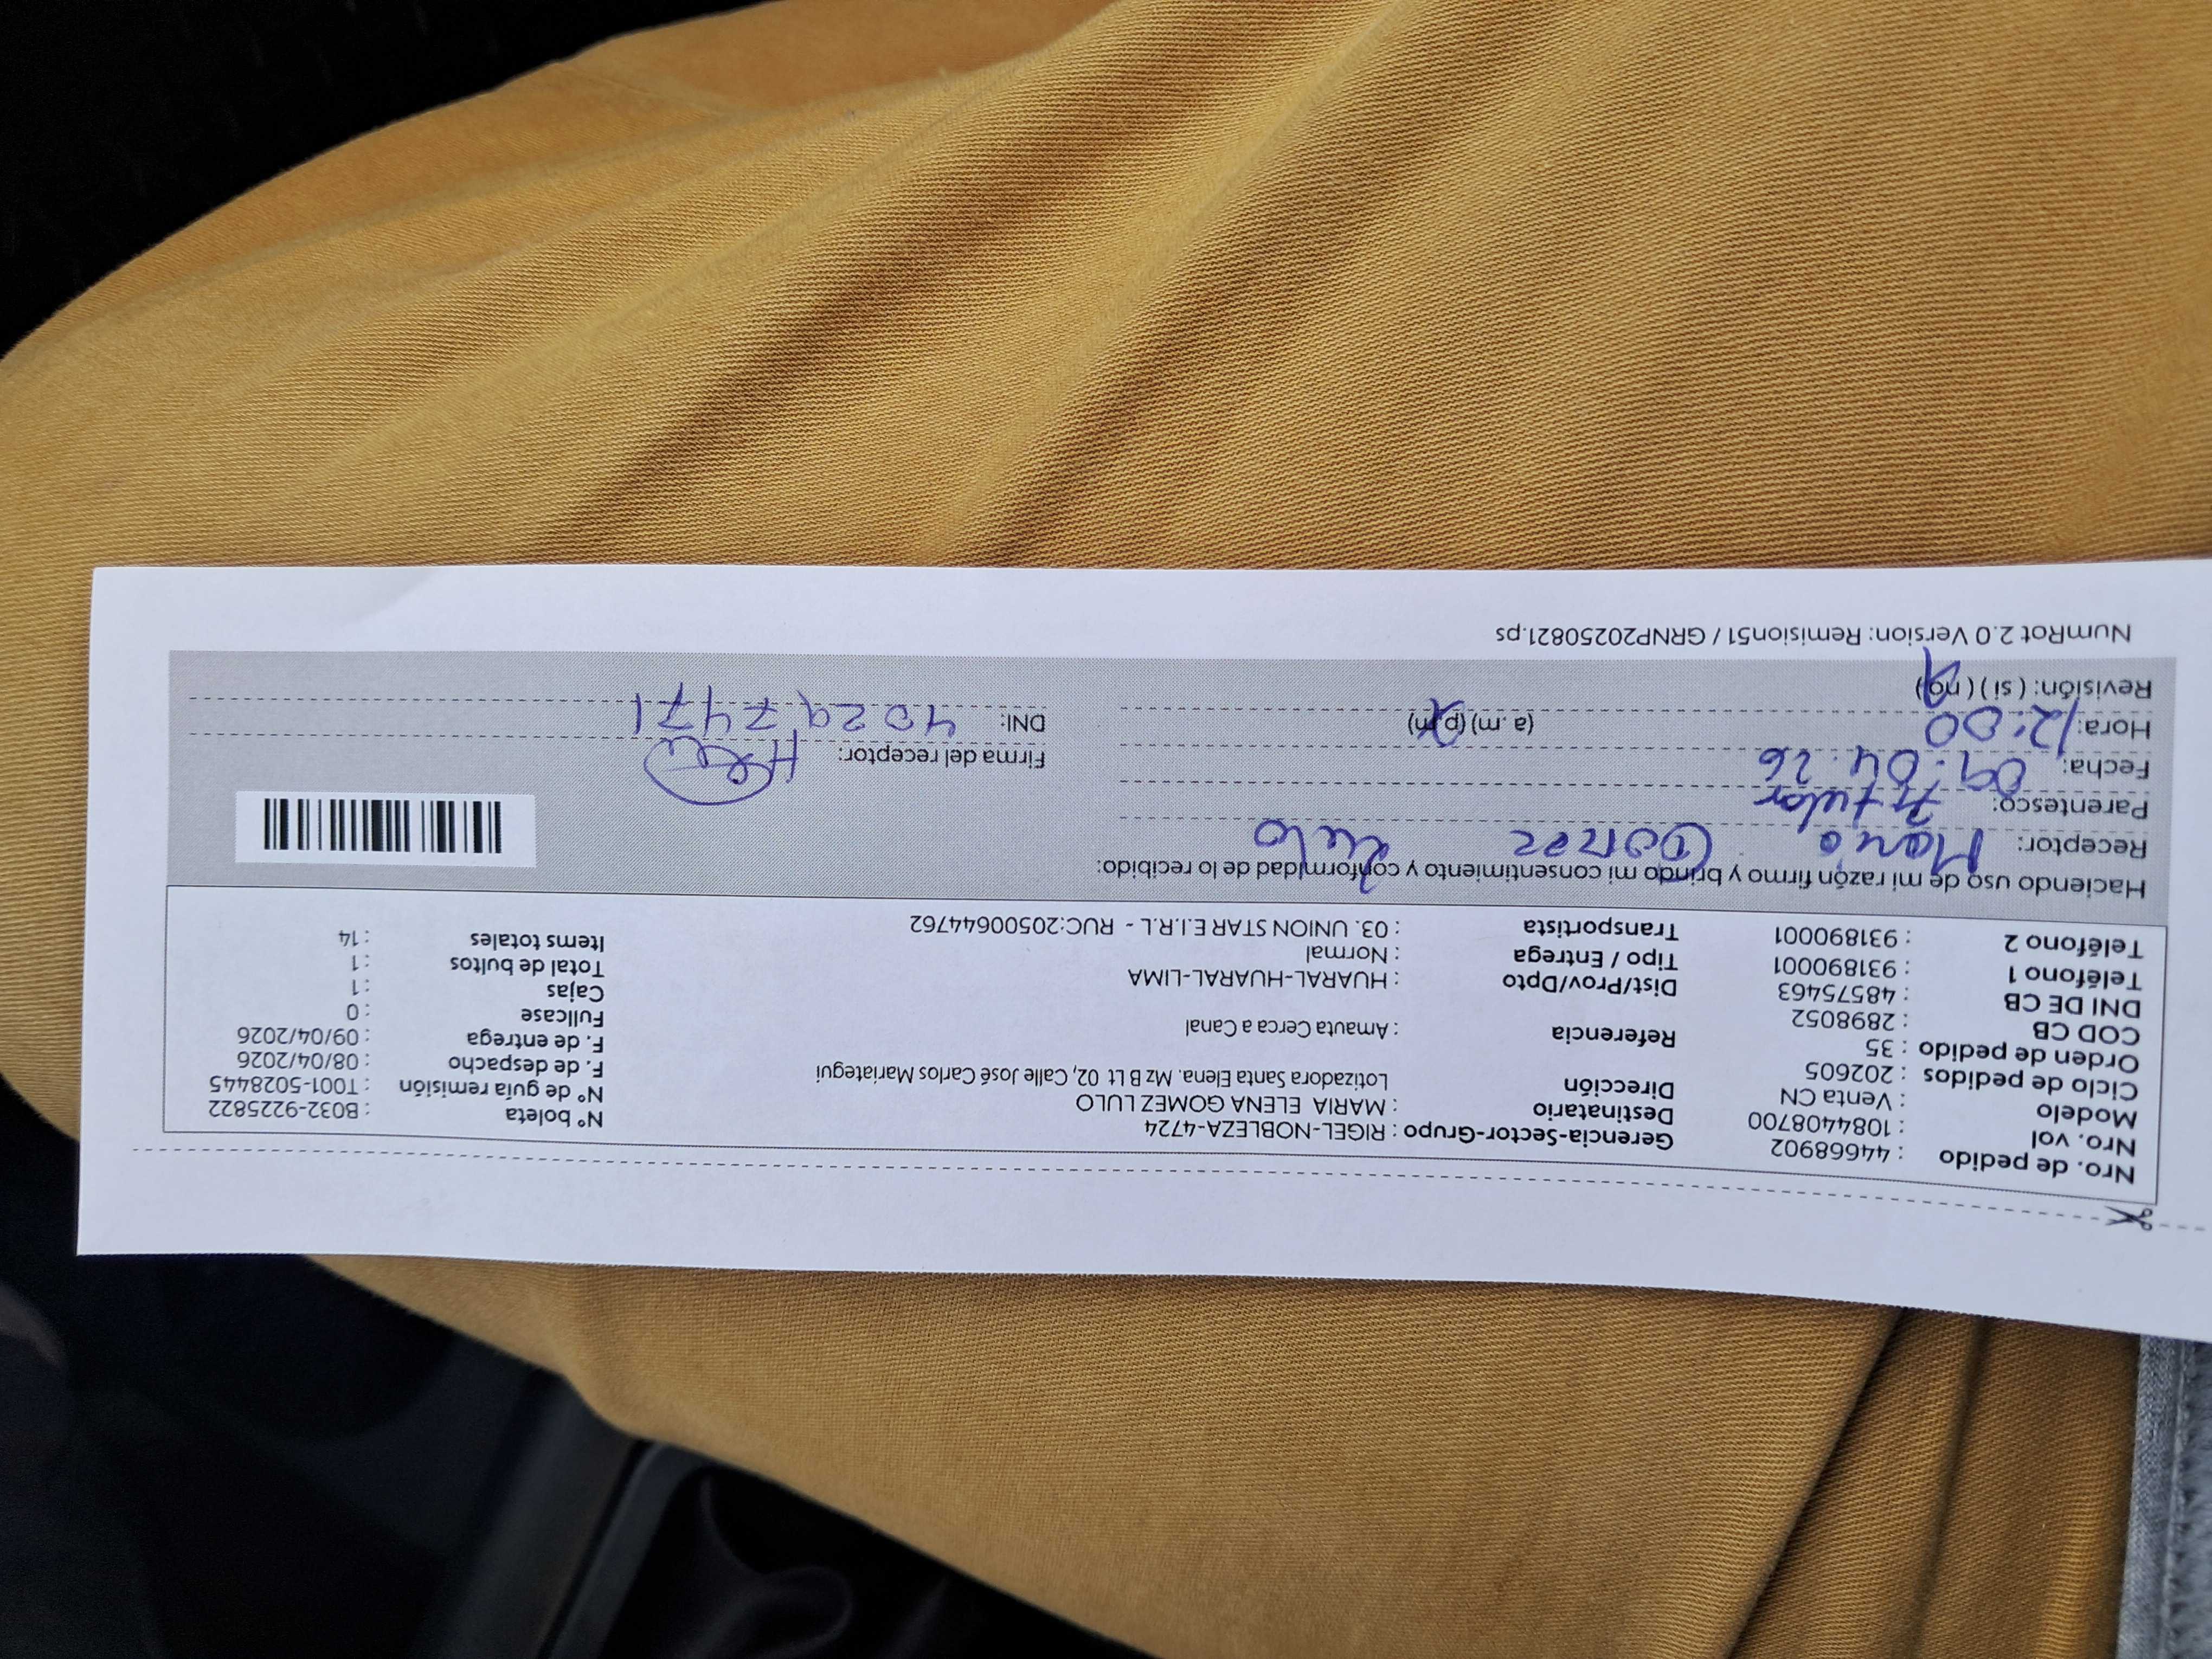 Nro. de pedido : 44668902
Nro. vol : 1084408700
Modelo : Venta CN
Ciclo de pedidos : 202605
Orden de pedido : 35
COD CB : 2898052
DNI DE CB : 48575463
Teléfono 1 : 931890001
Teléfono 2 : 931890001
Gerencia-Sector-Grupo : RIGEL-NOBLEZA-4724
Destinatario : MARIA ELENA GOMEZ LULO
Dirección Lotizadora Santa Elena. Mz B Lt 02, Calle José Carlos Mariategui
Referencia : Amauta Cerca a Canal
Dist/Prov/Dpto : HUARAL-HUARAL-LIMA
Tipo / Entrega : Normal
Transportista : 03. UNION STAR E.I.R.L - RUC:20500644762
N° boleta : B032-9225822
N° de guía remisión : T001-5028445
F. de despacho : 08/04/2026
F. de entrega : 09/04/2026
Fullcase : 0
Cajas : 1
Total de bultos : 1
Items totales : 14
Haciendo uso de mi razón firmo y brindo mi consentimiento y conformidad de lo recibido:
Receptor: Maria Gomez Lulo
Parentesco: Titular
Fecha: 09.04.26
Hora: 12:00 (a. m) (p. m)
Revisión: ( si ) ( no )
Firma del receptor:
DNI: 40297471
NumRot 2.0 Version: Remision51 / GRNP20250821.ps